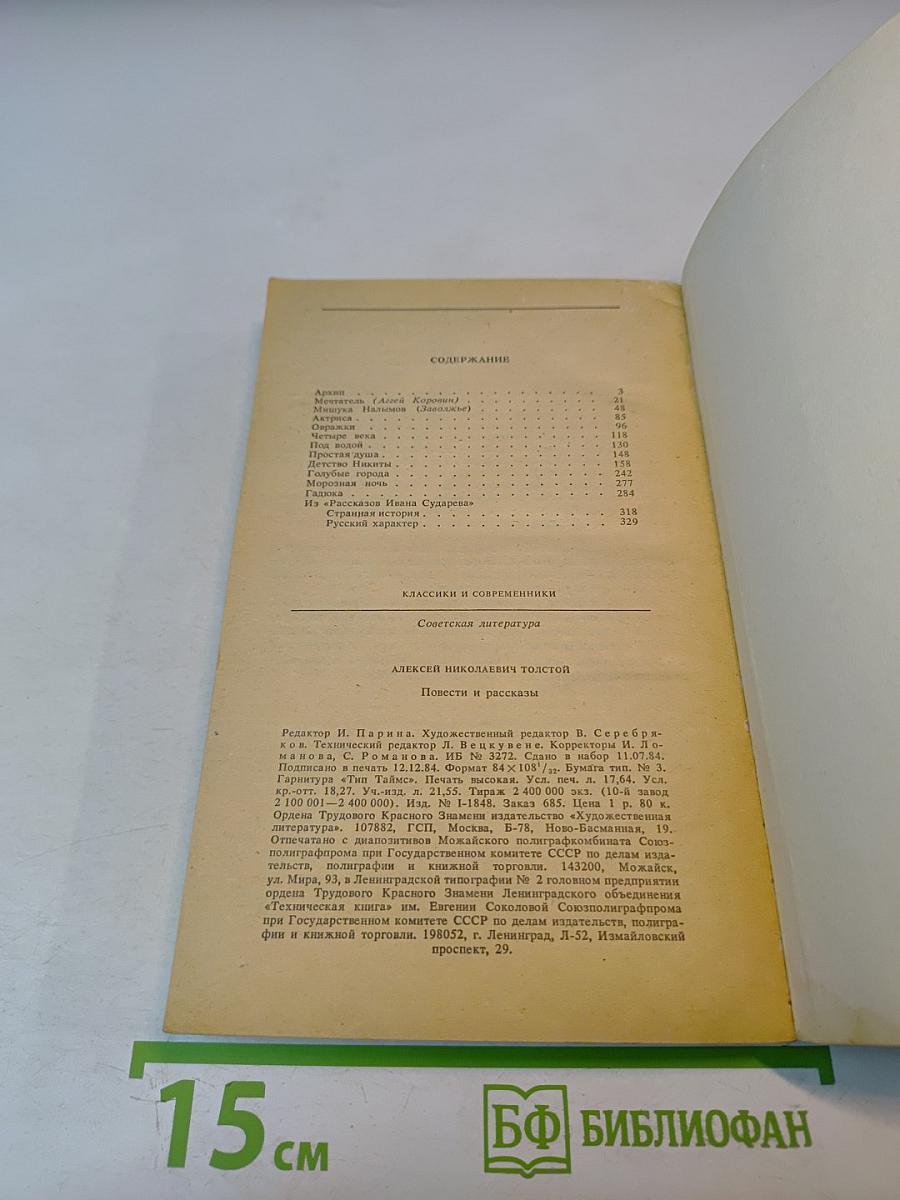 СОДЕРЖАНИЕ
Архип . . . . . . . . . . . . . . . . . . 3
Мечтатель (Аггей Коровин) . . . . . . . . . . 21
Мишука Налымов (Заволжье) . . . . . . . . . . 48
Актриса . . . . . . . . . . . . . . . . . . 85
Овражки . . . . . . . . . . . . . . . . . . 96
Четыре века . . . . . . . . . . . . . . . . 118
Под водой . . . . . . . . . . . . . . . . . 130
Простая душа . . . . . . . . . . . . . . . . 148
Детство Никиты . . . . . . . . . . . . . . . 158
Голубые города . . . . . . . . . . . . . . . 242
Морозная ночь . . . . . . . . . . . . . . . 277
Гадюка . . . . . . . . . . . . . . . . . . 284
Из «Рассказов Ивана Сударева»
Странная история . . . . . . . . . . . . . 318
Русский характер . . . . . . . . . . . . . 329
КЛАССИКИ И СОВРЕМЕННИКИ
Советская литература
АЛЕКСЕЙ НИКОЛАЕВИЧ ТОЛСТОЙ
Повести и рассказы
Редактор И. Парина. Художественный редактор В. Серебря-
ков. Технический редактор Л. Вецкувене. Корректоры И. Ло-
манова, С. Романова. ИБ № 3272. Сдано в набор 11.07.84.
Подписано в печать 12.12.84. Формат 84×108¹/₃₂. Бумага тип. № 3.
Гарнитура «Тип Таймс». Печать высокая. Усл. печ. л. 17,64. Усл.
кр.-отт. 18,27. Уч.-изд. л. 21,55. Тираж 2 400 000 экз. (10-й завод
2 100 001—2 400 000). Изд. № I-1848. Заказ 685. Цена 1 р. 80 к.
Ордена Трудового Красного Знамени издательство «Художественная
литература». 107882, ГСП, Москва, Б-78, Ново-Басманная, 19.
Отпечатано с диапозитивов Можайского полиграфкомбината Союз-
полиграфпрома при Государственном комитете СССР по делам изда-
тельств, полиграфии и книжной торговли. 143200, Можайск,
ул. Мира, 93, в Ленинградской типографии № 2 головном предприятии
ордена Трудового Красного Знамени Ленинградского объединения
«Техническая книга» им. Евгении Соколовой Союзполиграфпрома
при Государственном комитете СССР по делам издательств, полигра-
фии и книжной торговли. 198052, г. Ленинград, Л-52, Измайловский
проспект, 29.
15 см
БФ БИБЛИОФАН